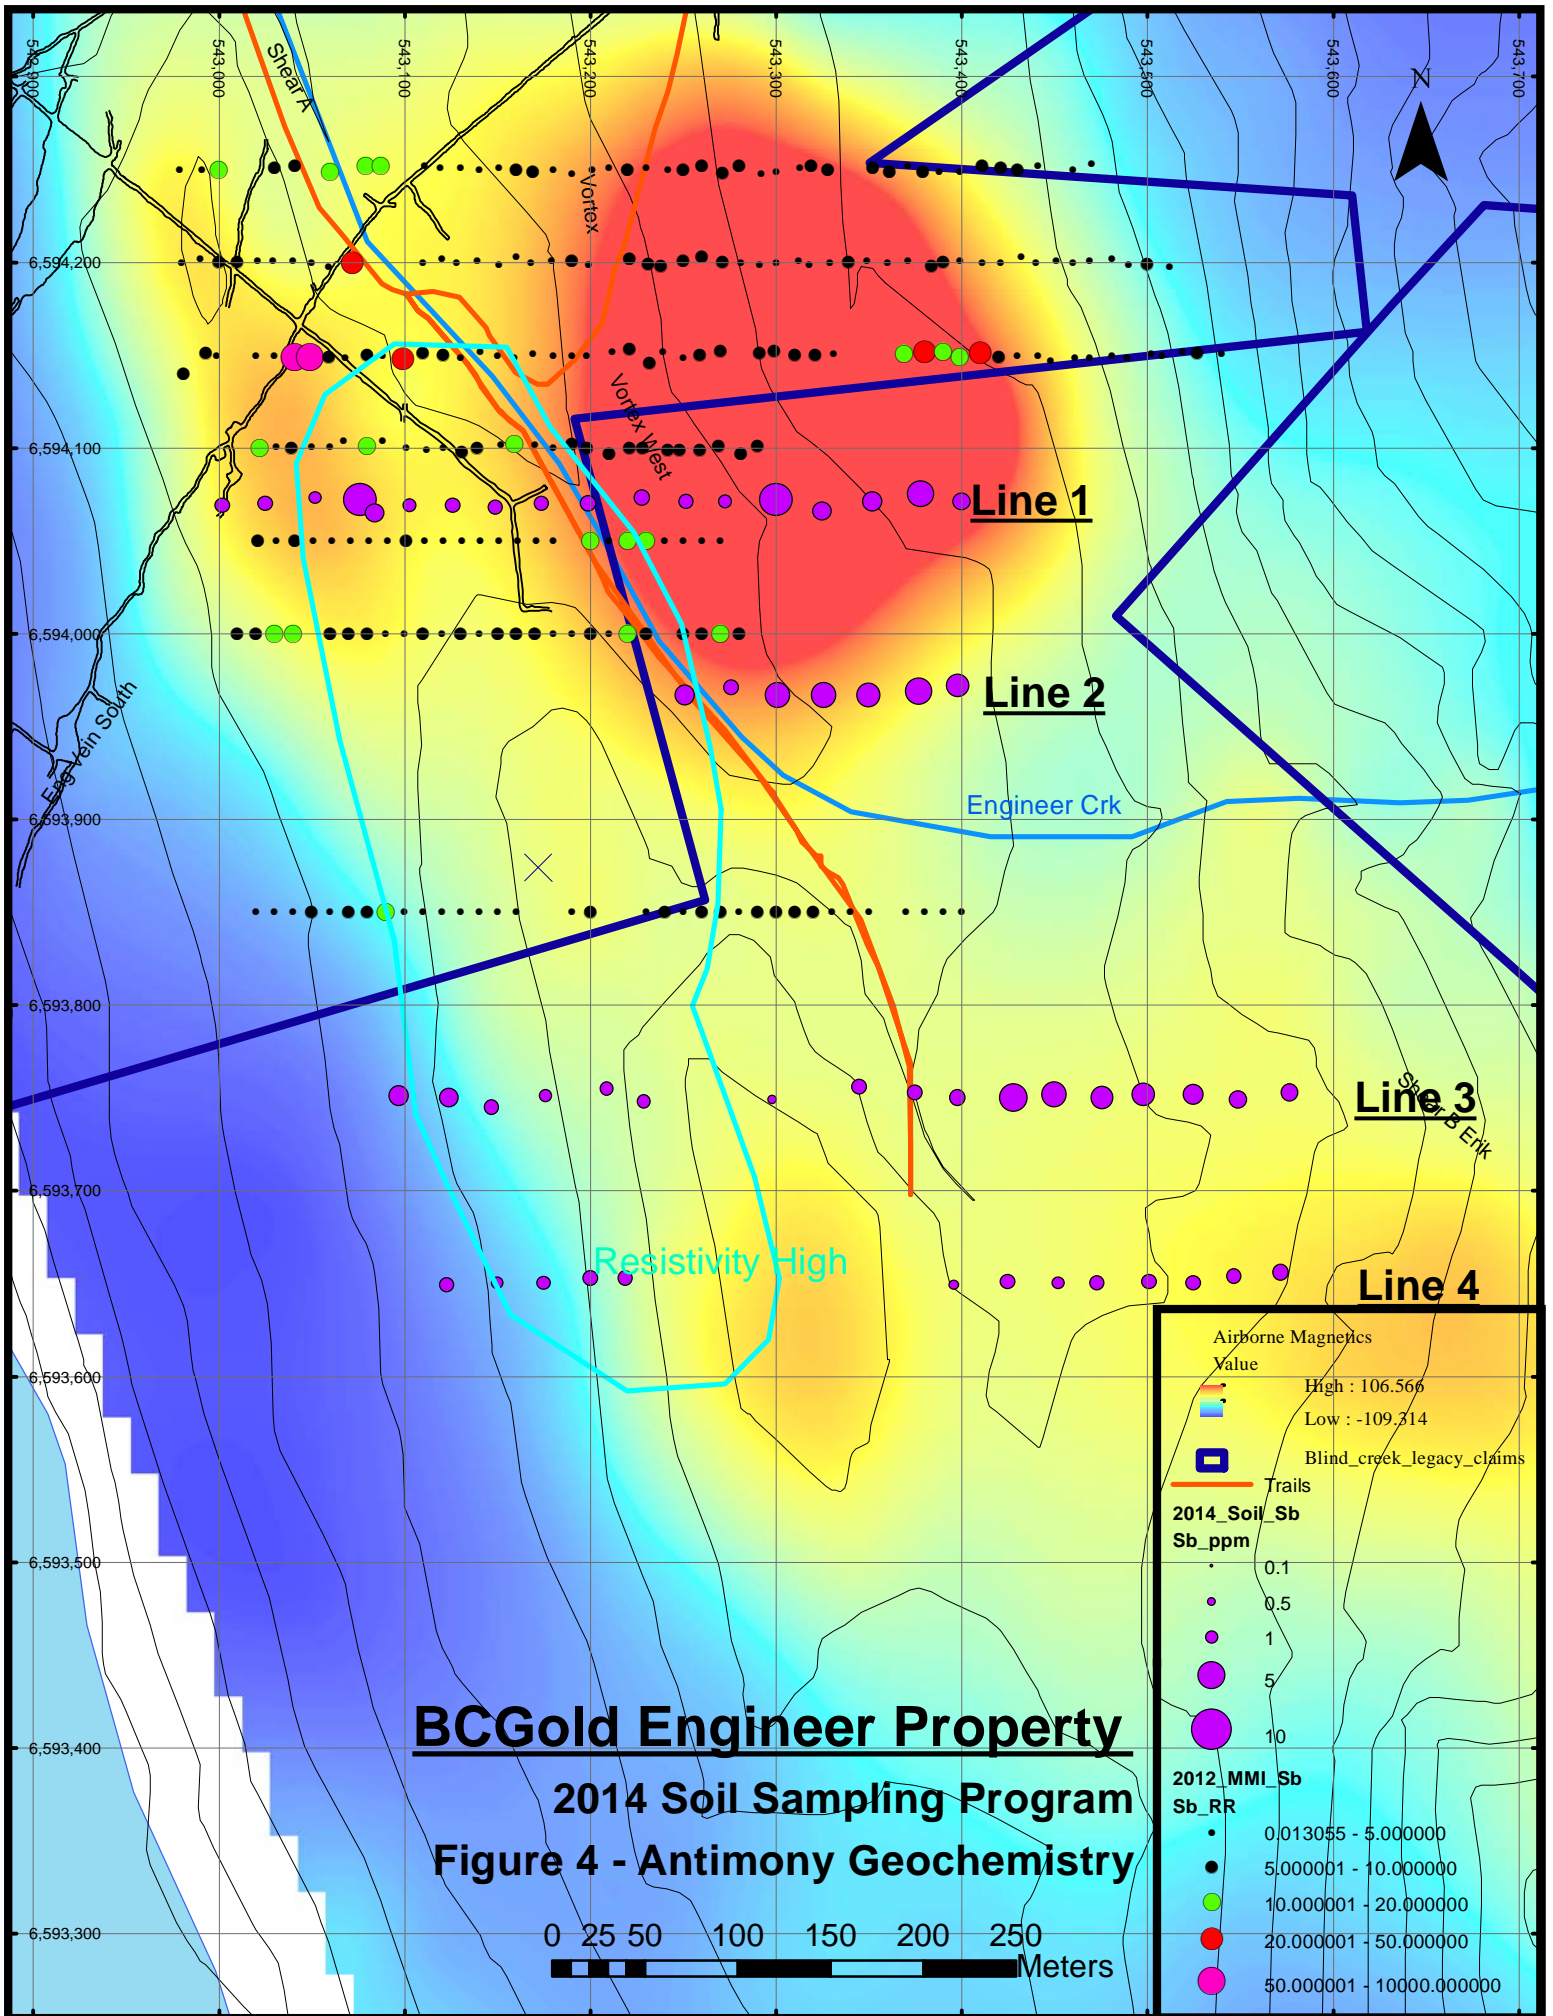 542,900
543,000
543,100
543,200
543,300
543,400
543,500
543,600
543,700
N
Shear A
Vortex
6,594,200
Vortex West
6,594,100
Line 1
6,594,000
Line 2
Eng Vein South
Engineer Crk
6,593,900
6,593,800
Line 3
Shear B Erik
6,593,700
Resistivity High
Line 4
6,593,600
6,593,500
6,593,400
6,593,300
Airborne Magnetics
Value
High : 106.566
Low : -109.314
Blind_creek_legacy_claims
Trails
2014_Soil_Sb
Sb_ppm
0.1
0.5
1
5
10
2012_MMI_Sb
Sb_RR
0.013055 - 5.000000
5.000001 - 10.000000
10.000001 - 20.000000
20.000001 - 50.000000
50.000001 - 10000.000000
BCGold Engineer Property
2014 Soil Sampling Program
Figure 4 - Antimony Geochemistry
0 25 50 100 150 200 250
Meters